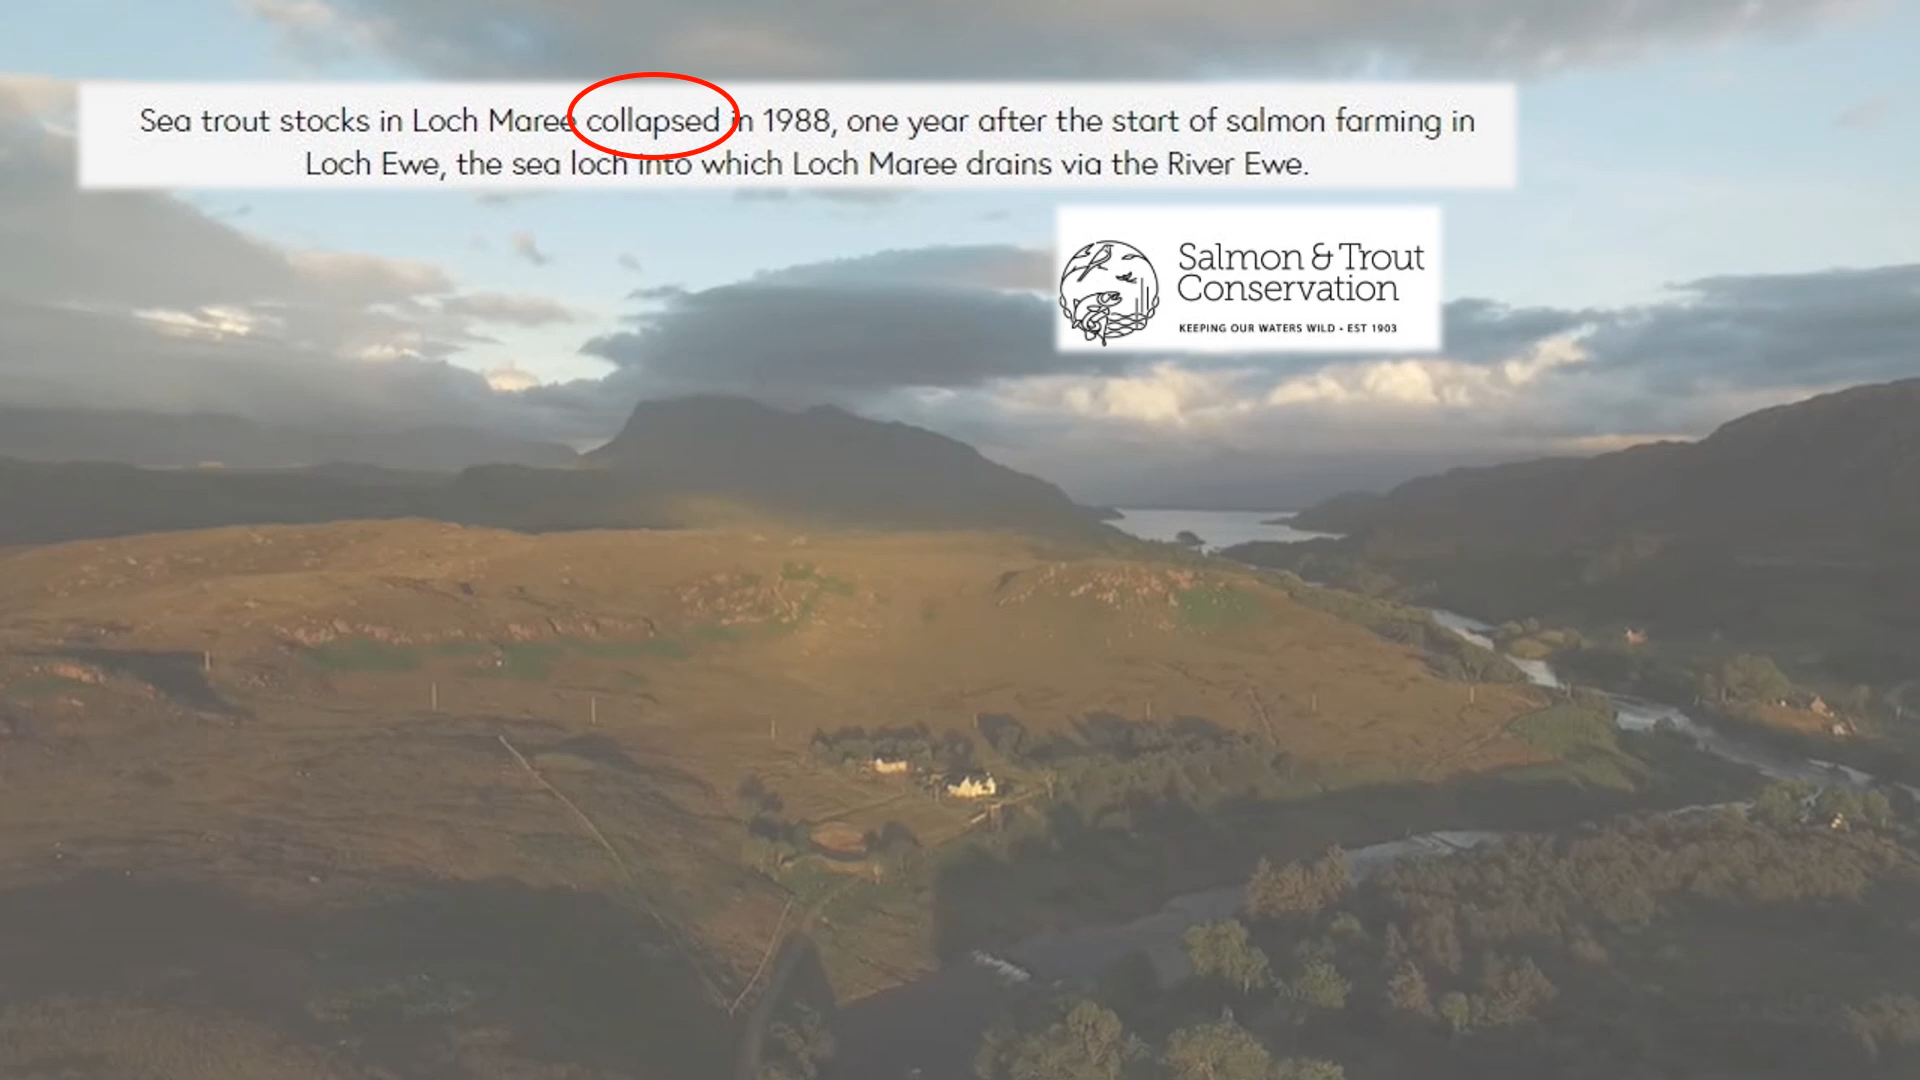 Sea trout stocks in Loch Maree collapsed in 1988, one year after the start of salmon farming in
Loch Ewe, the sea loch into which Loch Maree drains via the River Ewe.
Salmon & Trout
Conservation
KEEPING OUR WATERS WILD • EST 1903